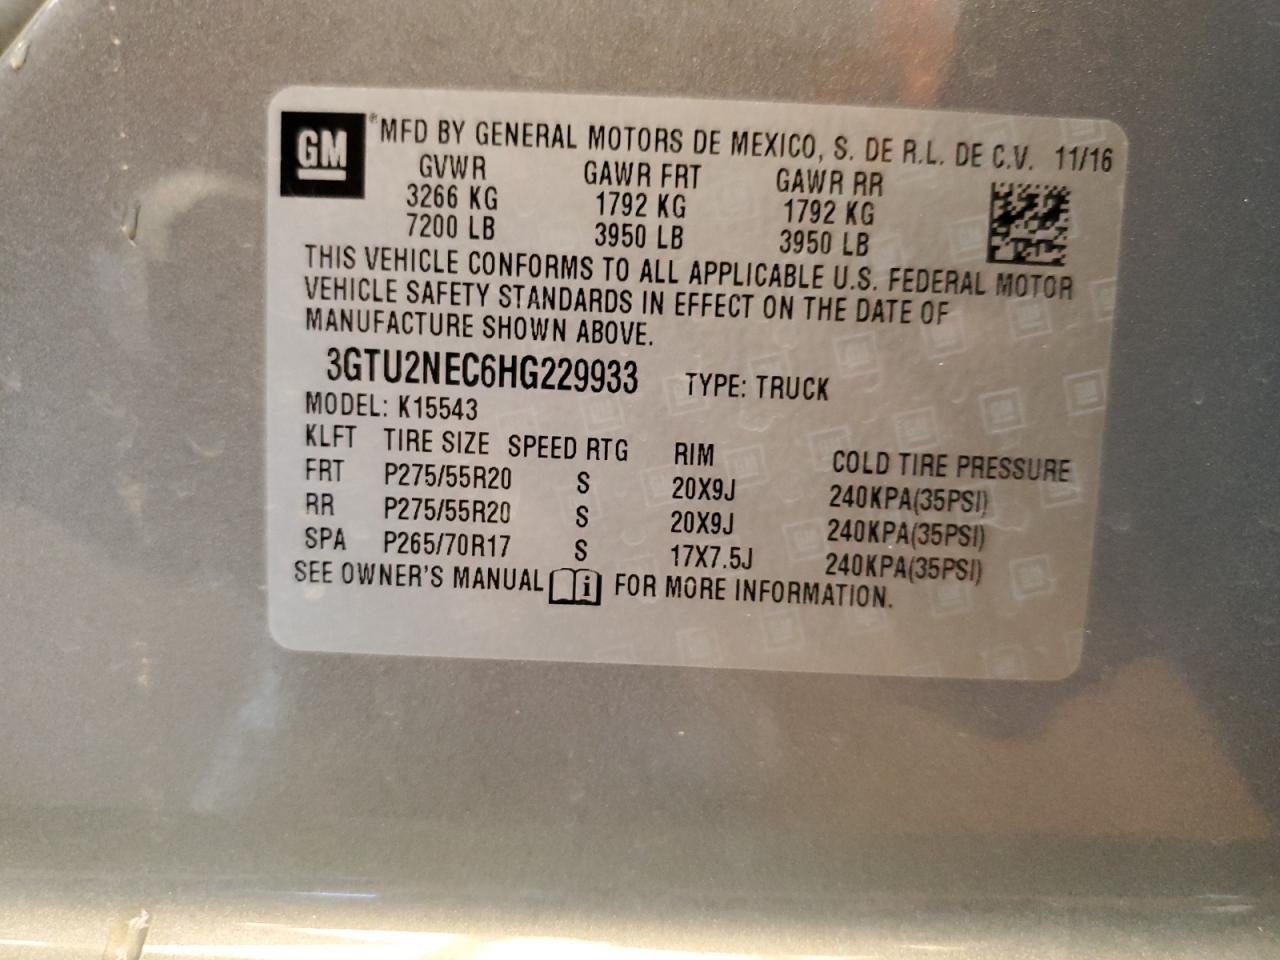 GM
®MFD BY GENERAL MOTORS DE MEXICO, S. DE R.L. DE C.V. 11/16
GVWR GAWR FRT GAWR RR
3266 KG 1792 KG 1792 KG
7200 LB 3950 LB 3950 LB
THIS VEHICLE CONFORMS TO ALL APPLICABLE U.S. FEDERAL MOTOR
VEHICLE SAFETY STANDARDS IN EFFECT ON THE DATE OF
MANUFACTURE SHOWN ABOVE.
3GTU2NEC6HG229933 TYPE: TRUCK
MODEL: K15543
KLFT TIRE SIZE SPEED RTG RIM COLD TIRE PRESSURE
FRT P275/55R20 S 20X9J 240KPA(35PSI)
RR P275/55R20 S 20X9J 240KPA(35PSI)
SPA P265/70R17 S 17X7.5J 240KPA(35PSI)
SEE OWNER'S MANUAL i FOR MORE INFORMATION.